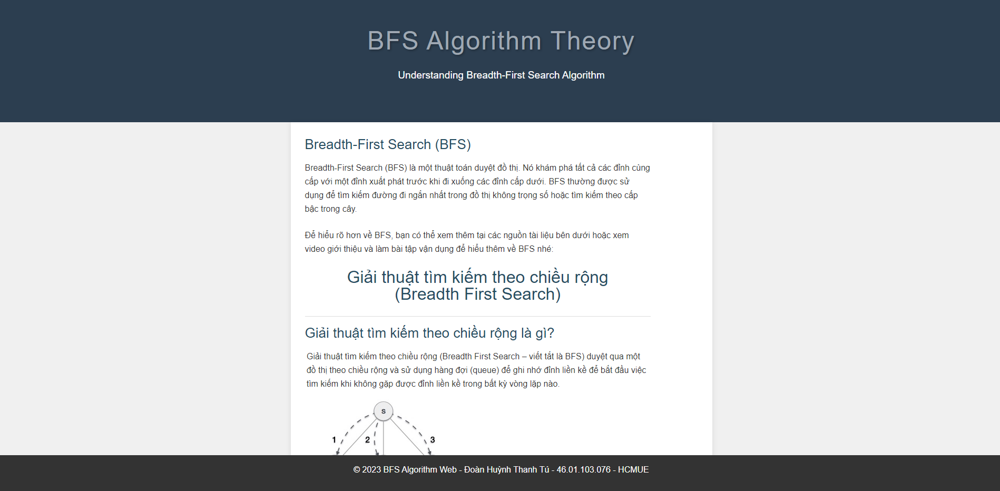 BFS Algorithm Theory
Understanding Breadth-First Search Algorithm
Breadth-First Search (BFS)
Breadth-First Search (BFS) là một thuật toán duyệt đồ thị. Nó khám phá tất cả các đỉnh cùng
cấp với một đỉnh xuất phát trước khi đi xuống các đỉnh cấp dưới. BFS thường được sử
dụng để tìm kiếm đường đi ngắn nhất trong đồ thị không trọng số hoặc tìm kiếm theo cấp
bậc trong cây.
Để hiểu rõ hơn về BFS, bạn có thể xem thêm tại các nguồn tài liệu bên dưới hoặc xem
video giới thiệu và làm bài tập vận dụng để hiểu thêm về BFS nhé:
Giải thuật tìm kiếm theo chiều rộng
(Breadth First Search)
Giải thuật tìm kiếm theo chiều rộng là gì?
Giải thuật tìm kiếm theo chiều rộng (Breadth First Search – viết tắt là BFS) duyệt qua một
đồ thị theo chiều rộng và sử dụng hàng đợi (queue) để ghi nhớ đỉnh liền kề để bắt đầu việc
tìm kiếm khi không gặp được đỉnh liền kề trong bất kỳ vòng lặp nào.
S
1 2 3
© 2023 BFS Algorithm Web - Đoàn Huỳnh Thanh Tú - 46.01.103.076 - HCMUE